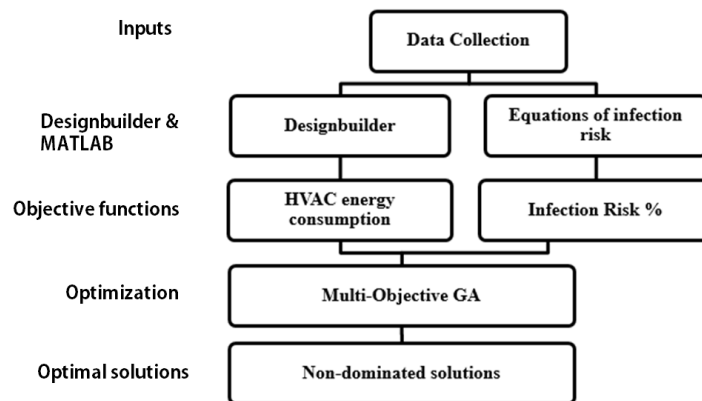 Inputs
Data Collection
Designbuilder &
MATLAB
Designbuilder
Equations of infection
risk
Objective functions
HVAC energy
consumption
Infection Risk %
Optimization
Multi-Objective GA
Optimal solutions
Non-dominated solutions